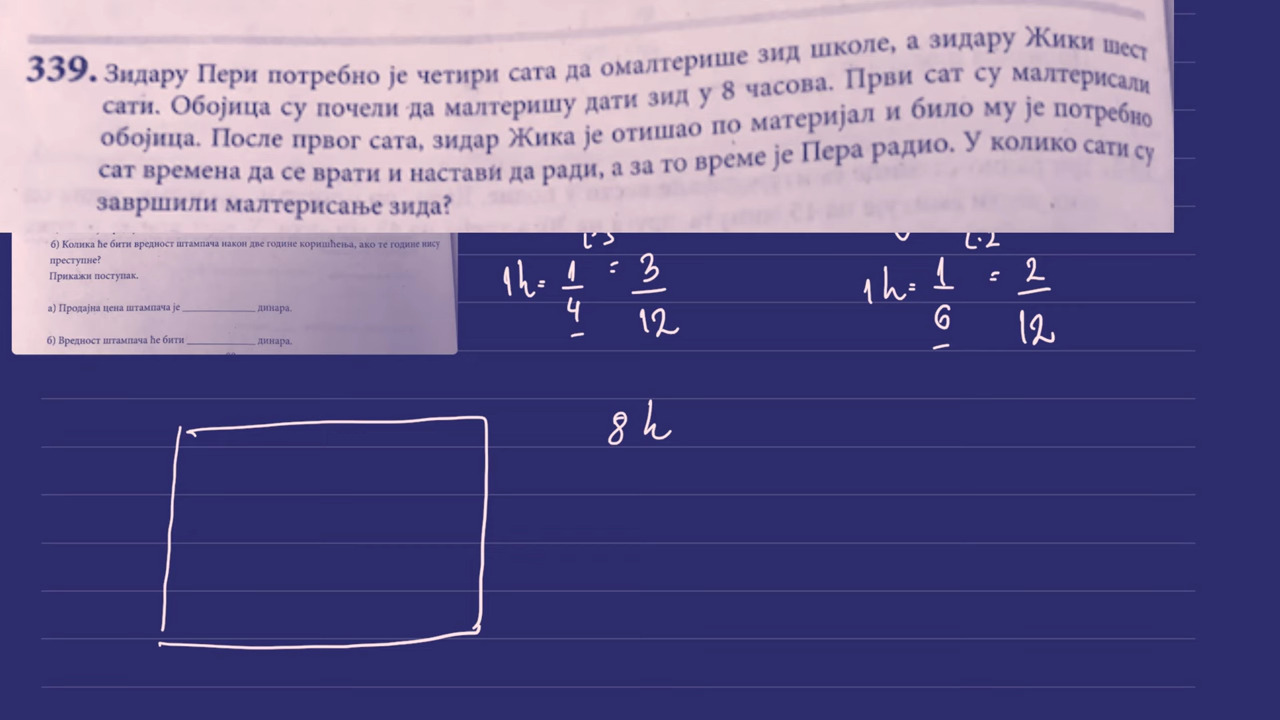 339. Зидару Пери потребно је четири сата да омалтерише зид школе, а зидару Жики шест
сати. Обојица су почели да малтеришу дати зид у 8 часова. Први сат су малтерисали
обојица. После првог сата, зидар Жика је отишао по материјал и било му је потребно
сат времена да се врати и настави да ради, а за то време је Пера радио. У колико сати су
завршили малтерисање зида?
б) Колика ће бити вредност штампача након две године коришћења, ако те године нису
преступне?
Прикажи поступак.
а) Продајна цена штампача је ______________ динара.
б) Вредност штампача ће бити ______________ динара.
1h = 1/4 = 3/12
1h = 1/6 = 2/12
8 h